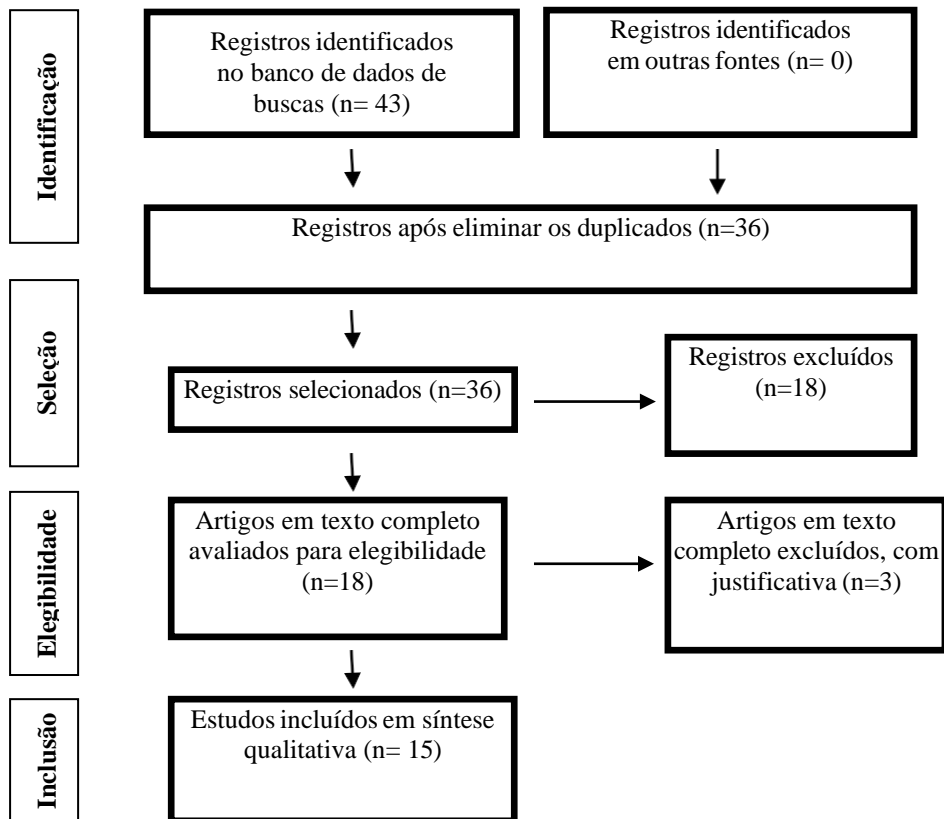 Identificação
Registros identificados
no banco de dados de
buscas (n= 43)
Registros identificados
em outras fontes (n= 0)
Registros após eliminar os duplicados (n=36)
Seleção
Registros selecionados (n=36)
Registros excluídos
(n=18)
Elegibilidade
Artigos em texto completo
avaliados para elegibilidade
(n=18)
Artigos em texto
completo excluídos, com
justificativa (n=3)
Inclusão
Estudos incluídos em síntese
qualitativa (n= 15)